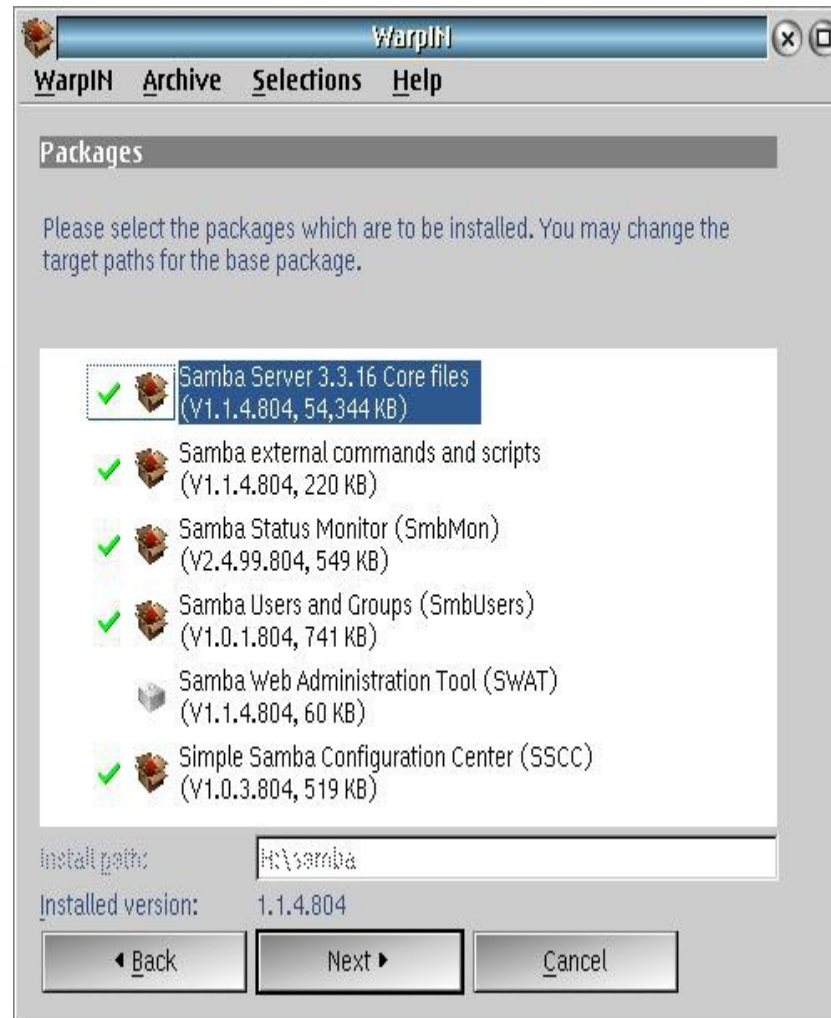 WarpIN
WarpIN Archive Selections Help
Packages
Please select the packages which are to be installed. You may change the
target paths for the base package.
Samba Server 3.3.16 Core files
(V1.1.4.804, 54,344 KB)
Samba external commands and scripts
(V1.1.4.804, 220 KB)
Samba Status Monitor (SmbMon)
(V2.4.99.804, 549 KB)
Samba Users and Groups (SmbUsers)
(V1.0.1.804, 741 KB)
Samba Web Administration Tool (SWAT)
(V1.1.4.804, 60 KB)
Simple Samba Configuration Center (SSCC)
(V1.0.3.804, 519 KB)
Install path: H:\samba
Installed version: 1.1.4.804
Back Next Cancel